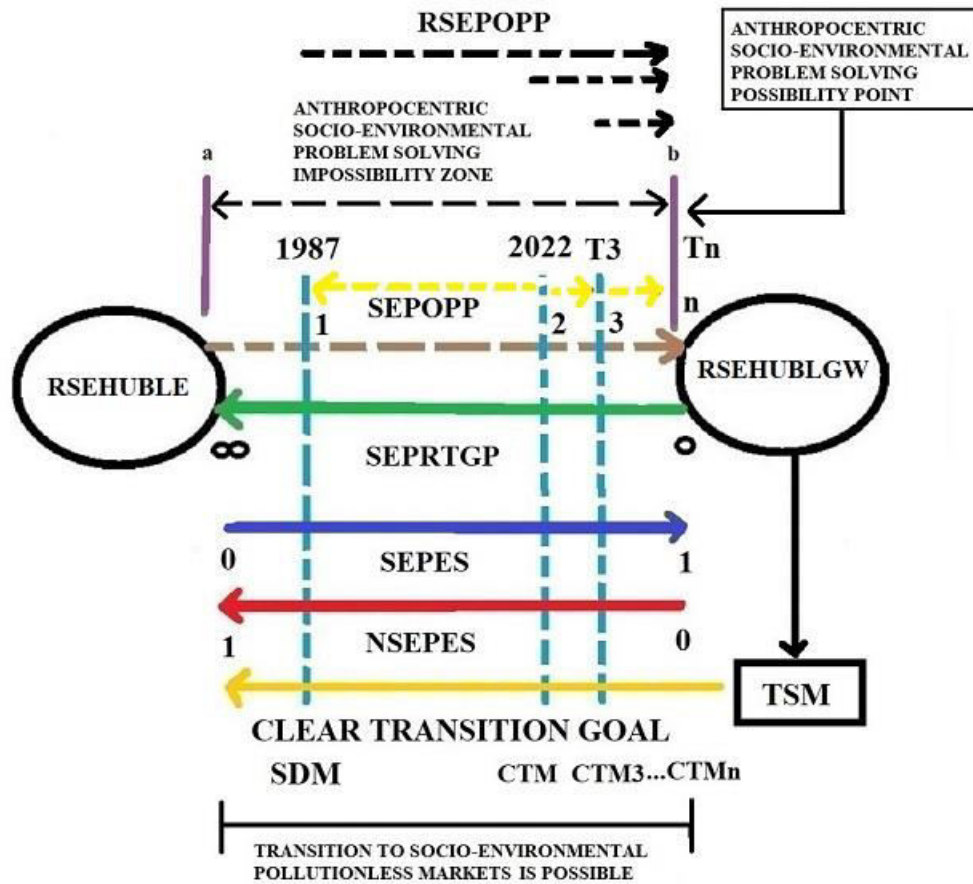 RSEPOPP
ANTHROPOCENTRIC
SOCIO-ENVIRONMENTAL
PROBLEM SOLVING
POSSIBILITY POINT
ANTHROPOCENTRIC
SOCIO-ENVIRONMENTAL
PROBLEM SOLVING
IMPOSSIBILITY ZONE
a
b
1987
2022
T3
Tn
SEPOPP
n
1
2
3
RSEHUBLE
RSEHUBLGW
∞
0
SEPRTGP
0
SEPES
1
1
NSEPES
0
TSM
CLEAR TRANSITION GOAL
SDM
CTM
CTM3...CTMn
TRANSITION TO SOCIO-ENVIRONMENTAL
POLLUTIONLESS MARKETS IS POSSIBLE